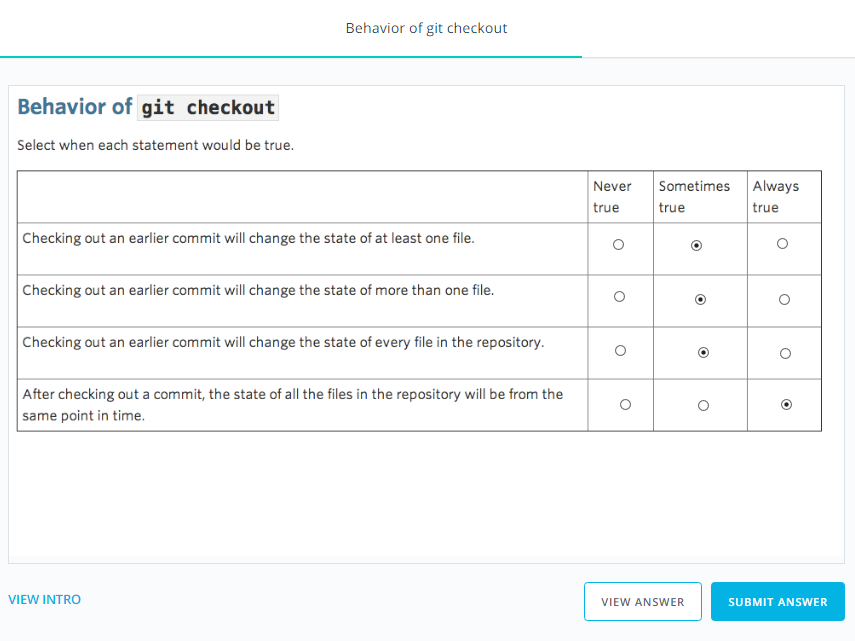 Behavior of git checkout
Behavior of git checkout
Select when each statement would be true.
Never true
Sometimes true
Always true
Checking out an earlier commit will change the state of at least one file.
Checking out an earlier commit will change the state of more than one file.
Checking out an earlier commit will change the state of every file in the repository.
After checking out a commit, the state of all the files in the repository will be from the
same point in time.
VIEW INTRO
VIEW ANSWER
SUBMIT ANSWER